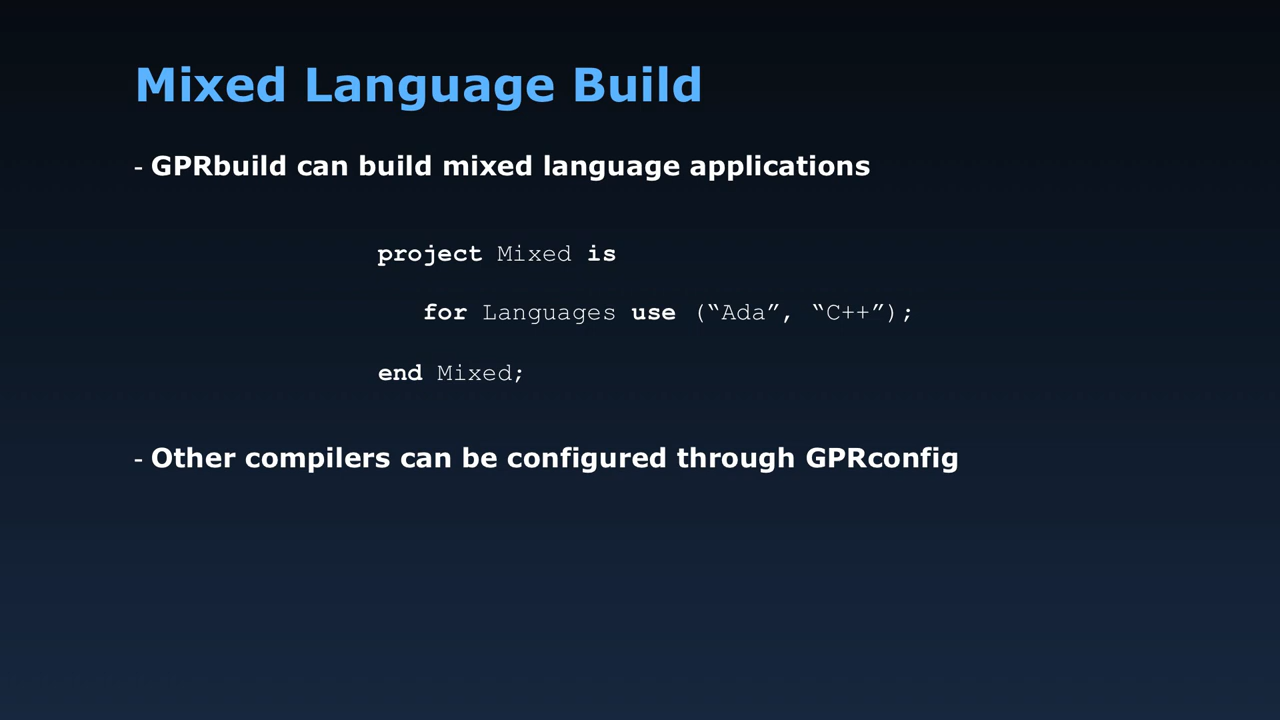 Mixed Language Build
- GPRbuild can build mixed language applications
project Mixed is
for Languages use (“Ada”, “C++”);
end Mixed;
- Other compilers can be configured through GPRconfig